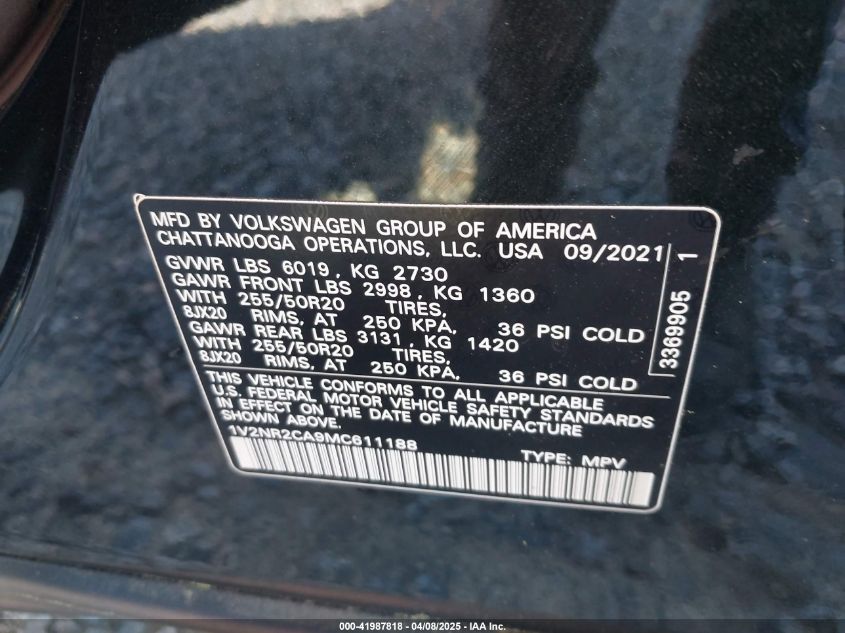 MFD BY VOLKSWAGEN GROUP OF AMERICA
CHATTANOOGA OPERATIONS, LLC. USA 09/2021
GVWR LBS 6019, KG 2730
GAWR FRONT LBS 2998, KG 1360
WITH 255/50R20 TIRES,
8JX20 RIMS, AT 250 KPA, 36 PSI COLD
GAWR REAR LBS 3131, KG 1420
WITH 255/50R20 TIRES,
8JX20 RIMS, AT 250 KPA, 36 PSI COLD
3369905 1
THIS VEHICLE CONFORMS TO ALL APPLICABLE
U.S. FEDERAL MOTOR VEHICLE SAFETY STANDARDS
IN EFFECT ON THE DATE OF MANUFACTURE
SHOWN ABOVE.
1V2NR2CA9MC611188
TYPE: MPV
000-41987818 - 04/08/2025 - IAA Inc.